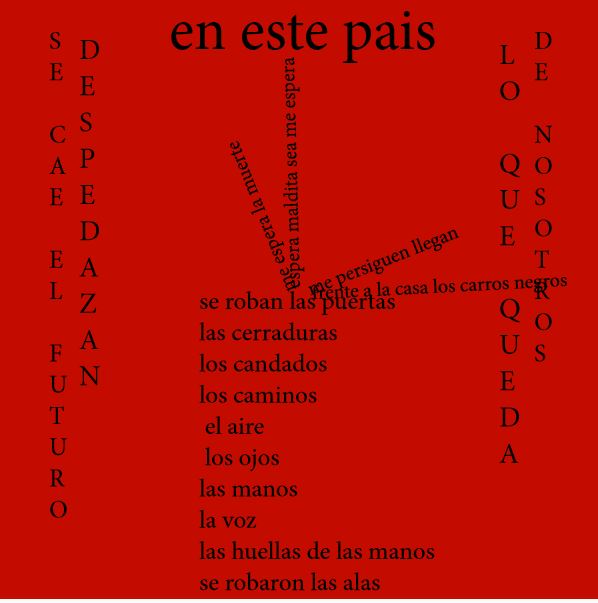 en este pais
SE CAE EL FUTURO
DESPEDAZAN
LO QUE QUEDA
DE NOSOTROS
me espera la muerte
espera maldita sea me espera
me persiguen llegan
frente a la casa los carros negros
se roban las puertas
las cerraduras
los candados
los caminos
el aire
los ojos
las manos
la voz
las huellas de las manos
se robaron las alas